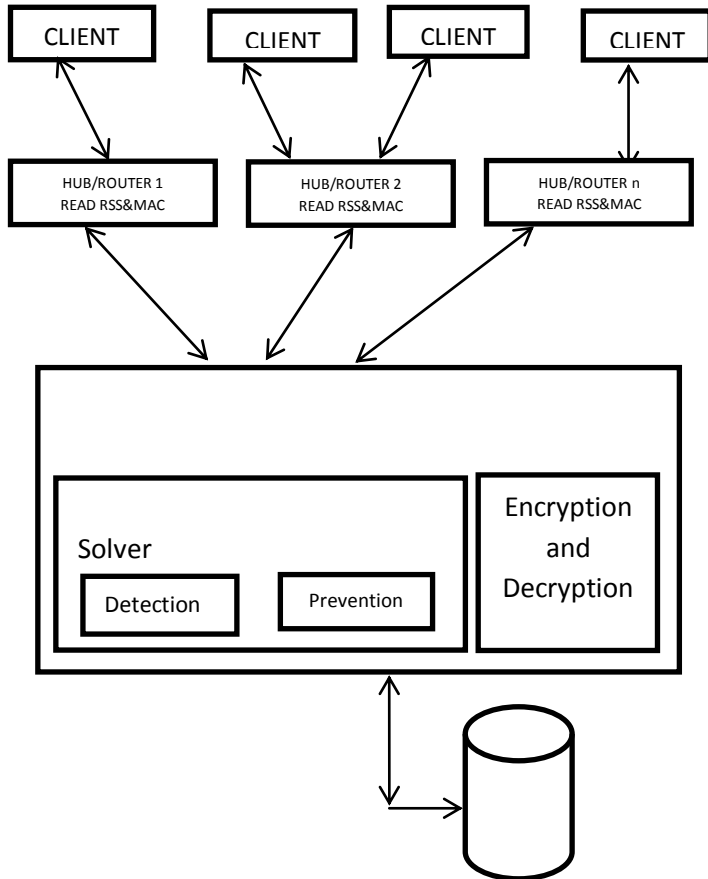 CLIENT
CLIENT
CLIENT
CLIENT
HUB/ROUTER 1
READ RSS&MAC
HUB/ROUTER 2
READ RSS&MAC
HUB/ROUTER n
READ RSS&MAC
Solver
Detection
Prevention
Encryption
and
Decryption